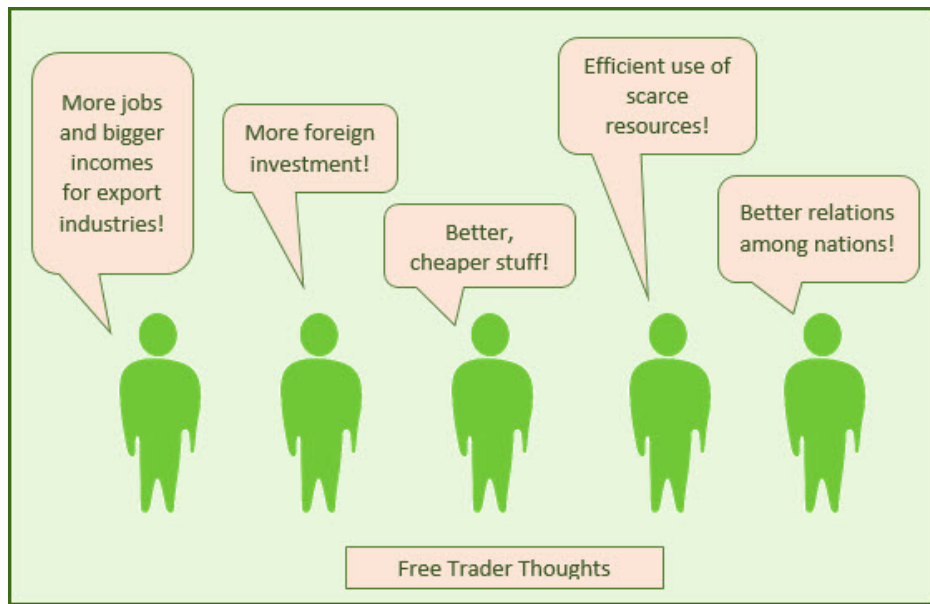 More jobs
and bigger
incomes
for export
industries!
More foreign
investment!
Better,
cheaper stuff!
Efficient use of
scarce
resources!
Better relations
among nations!
Free Trader Thoughts